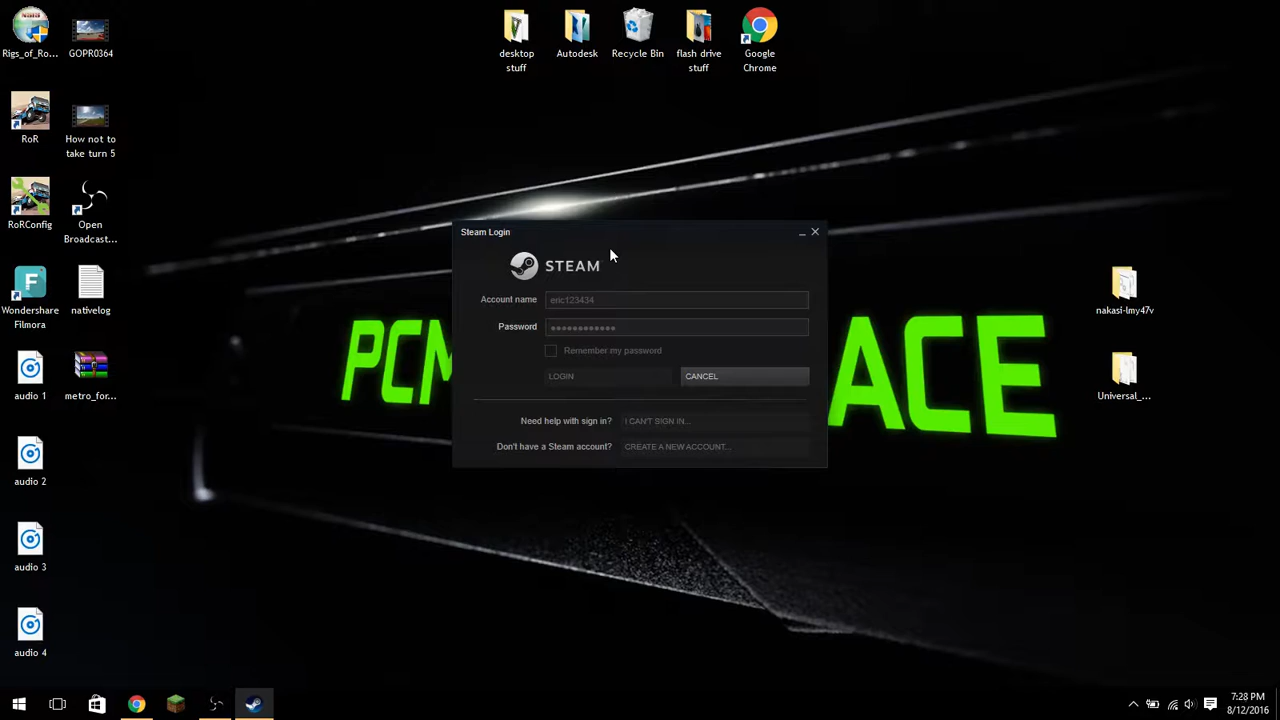 Rigs_of_Ro...
GOPR0364
desktop
stuff
Autodesk
Recycle Bin
flash drive
stuff
Google
Chrome
RoR
How not to
take turn 5
RoRConfig
Open
Broadcast...
Wondershare
Filmora
nativelog
audio 1
metro_for...
audio 2
audio 3
audio 4
Steam Login
STEAM
Account name
eric123434
Password
●●●●●●●●●●●●
Remember my password
LOGIN
CANCEL
Need help with sign in?
I CAN'T SIGN IN...
Don't have a Steam account?
CREATE A NEW ACCOUNT...
PCM
ACE
nakasi-lmy47v
Universal_...
7:28 PM
8/12/2016